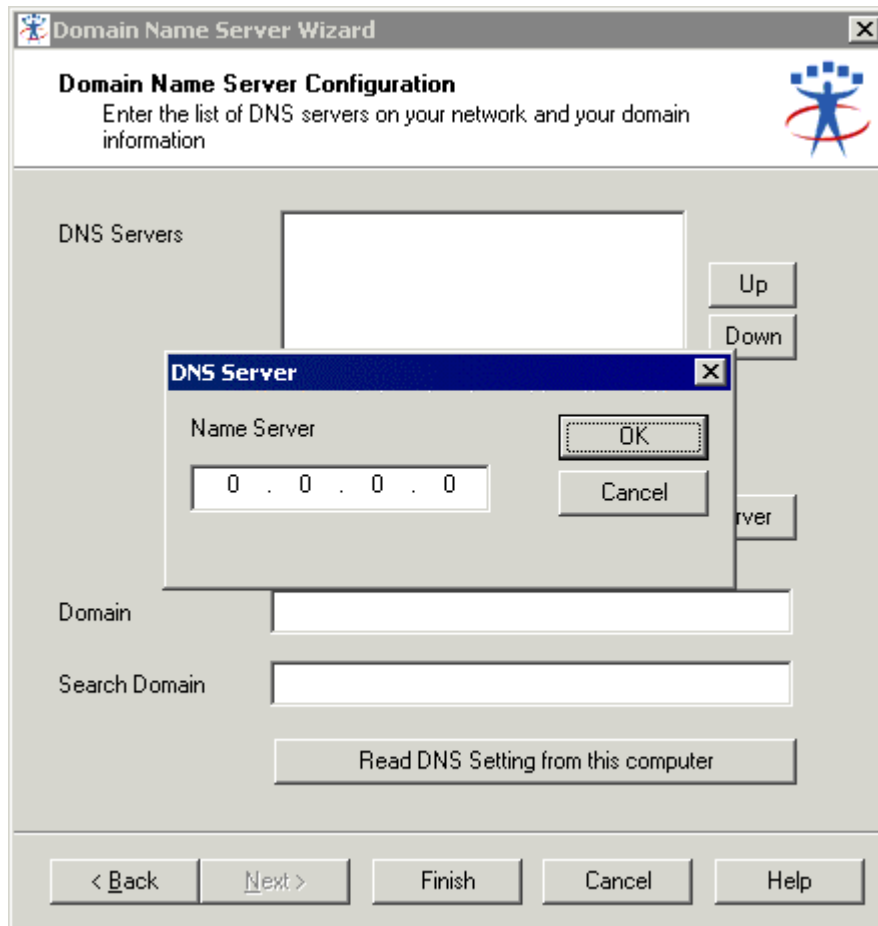 Domain Name Server Wizard
Domain Name Server Configuration
Enter the list of DNS servers on your network and your domain
information
DNS Servers
Up
Down
DNS Server
Name Server
OK
0 . 0 . 0 . 0
Cancel
Domain
Search Domain
Read DNS Setting from this computer
< Back
Next >
Finish
Cancel
Help